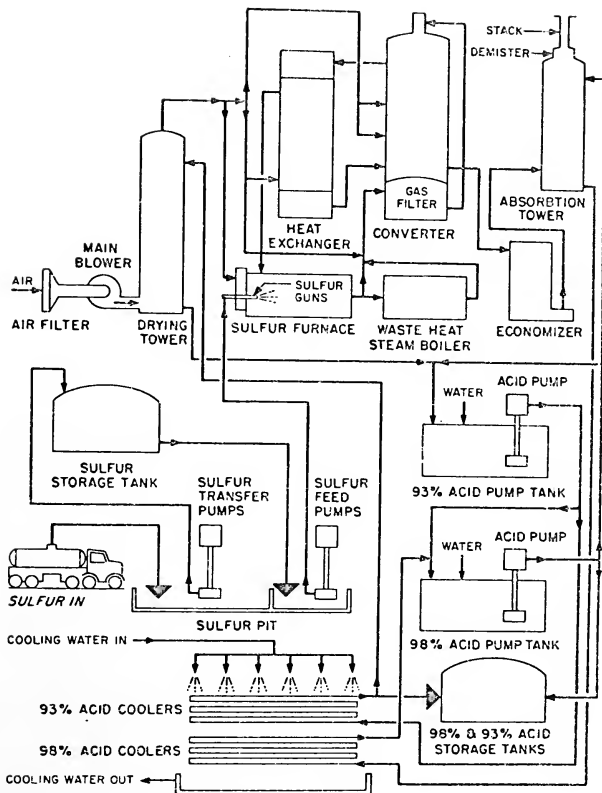 STACK
DEMISTER
GAS
FILTER
HEAT
EXCHANGER
CONVERTER
ABSORBTION
TOWER
MAIN
BLOWER
AIR
AIR FILTER
DRYING
TOWER
SULFUR
GUNS
SULFUR FURNACE
WASTE HEAT
STEAM BOILER
ECONOMIZER
WATER
ACID PUMP
93% ACID PUMP TANK
SULFUR
STORAGE TANK
SULFUR
TRANSFER
PUMPS
SULFUR
FEED
PUMPS
SULFUR IN
SULFUR PIT
WATER
ACID PUMP
98% ACID PUMP TANK
COOLING WATER IN
93% ACID COOLERS
98% ACID COOLERS
98% & 93% ACID
STORAGE TANKS
COOLING WATER OUT